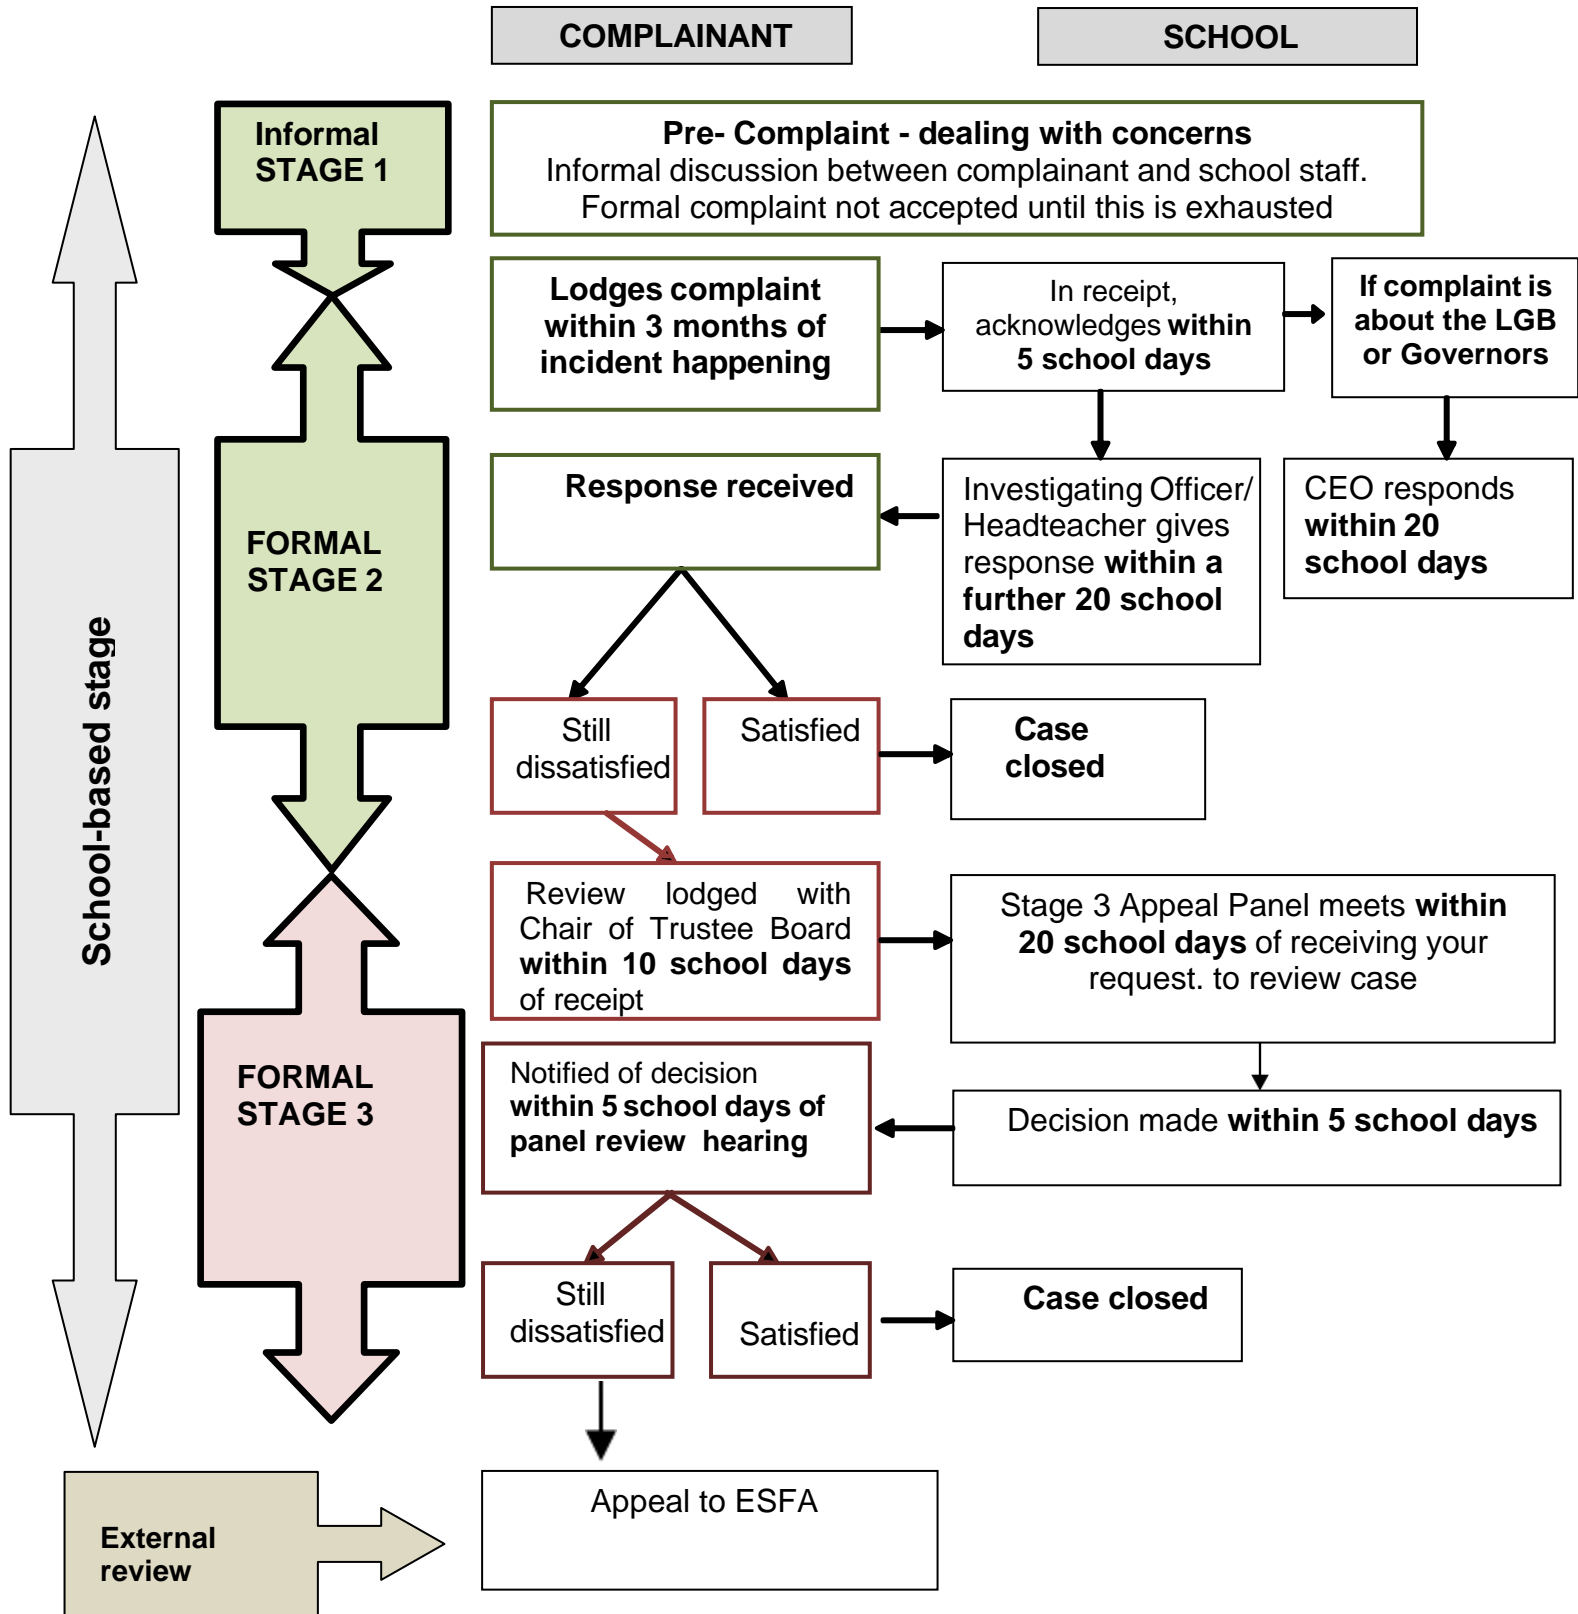 COMPLAINANT
SCHOOL
Informal
STAGE 1
Pre- Complaint - dealing with concerns
Informal discussion between complainant and school staff.
Formal complaint not accepted until this is exhausted
Lodges complaint
within 3 months of
incident happening
In receipt,
acknowledges within
5 school days
If complaint is
about the LGB
or Governors
School-based stage
FORMAL
STAGE 2
Response received
Investigating Officer/
Headteacher gives
response within a
further 20 school
days
CEO responds
within 20
school days
Still
dissatisfied
Satisfied
Case
closed
FORMAL
STAGE 3
Review lodged with
Chair of Trustee Board
within 10 school days
of receipt
Stage 3 Appeal Panel meets within
20 school days of receiving your
request. to review case
Notified of decision
within 5 school days of
panel review hearing
Decision made within 5 school days
Still
dissatisfied
Satisfied
Case closed
External
review
Appeal to ESFA